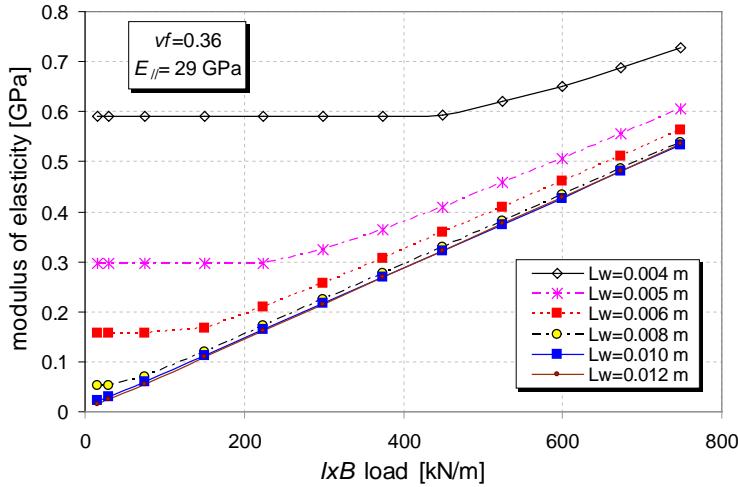 0.8
0.7
0.6
0.5
0.4
0.3
0.2
0.1
0
modulus of elasticity [GPa]
vf=0.36
E//= 29 GPa
Lw=0.004 m
Lw=0.005 m
Lw=0.006 m
Lw=0.008 m
Lw=0.010 m
Lw=0.012 m
0 200 400 600 800
IxB load [kN/m]